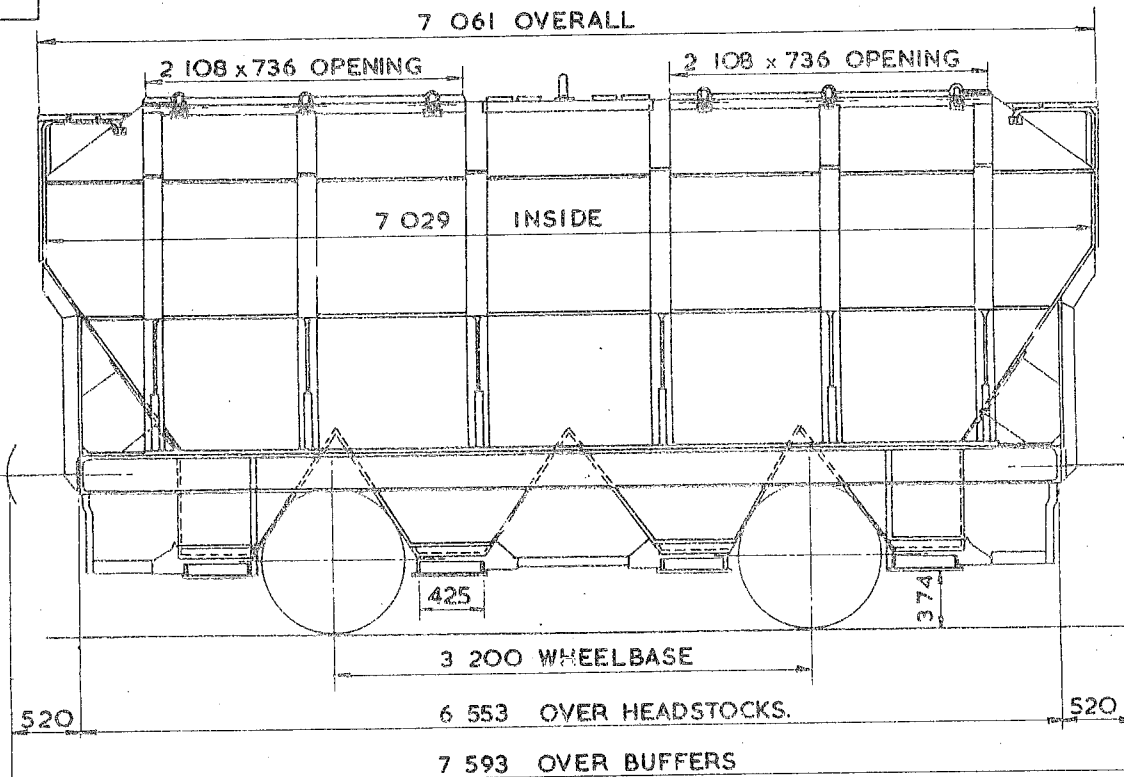 7 061 OVERALL
2 108 x 736 OPENING
2 108 x 736 OPENING
7 029 INSIDE
425
374
3 200 WHEELBASE
520
6 553 OVER HEADSTOCKS.
520
7 593 OVER BUFFERS